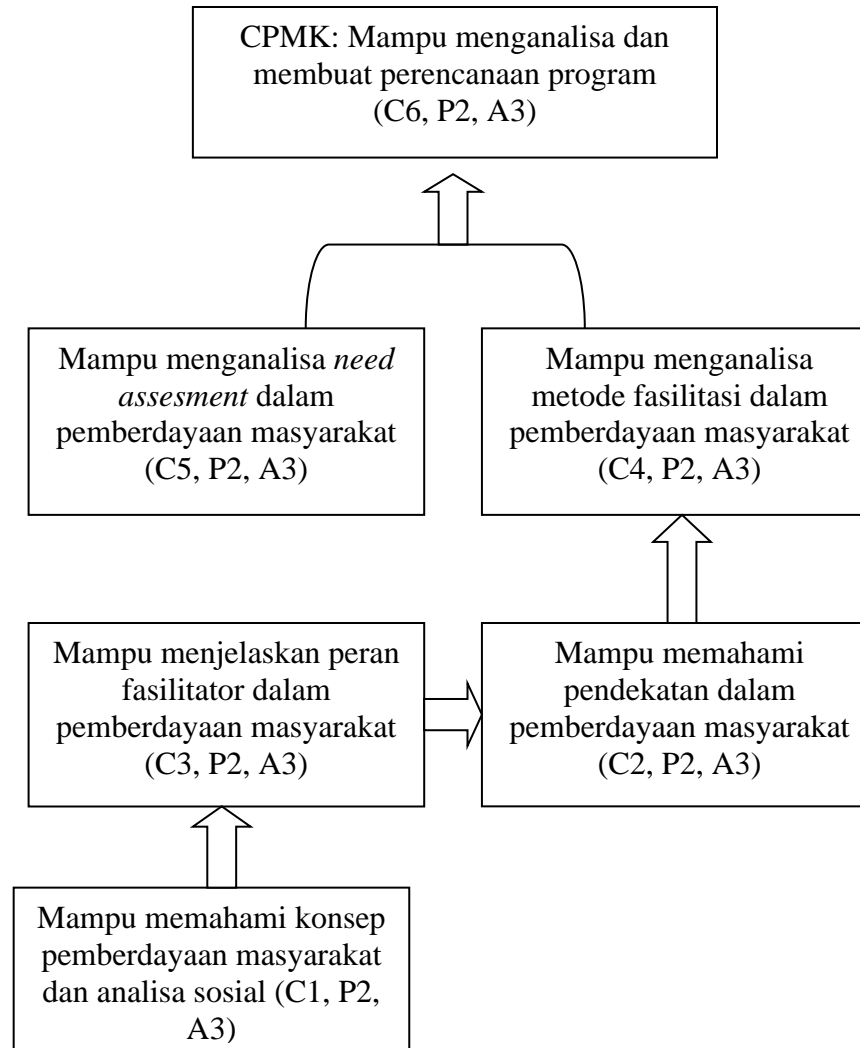 CPMK: Mampu menganalisa dan
membuat perencanaan program
(C6, P2, A3)
Mampu menganalisa need
assesment dalam
pemberdayaan masyarakat
(C5, P2, A3)
Mampu menganalisa
metode fasilitasi dalam
pemberdayaan masyarakat
(C4, P2, A3)
Mampu menjelaskan peran
fasilitator dalam
pemberdayaan masyarakat
(C3, P2, A3)
Mampu memahami
pendekatan dalam
pemberdayaan masyarakat
(C2, P2, A3)
Mampu memahami konsep
pemberdayaan masyarakat
dan analisa sosial (C1, P2,
A3)